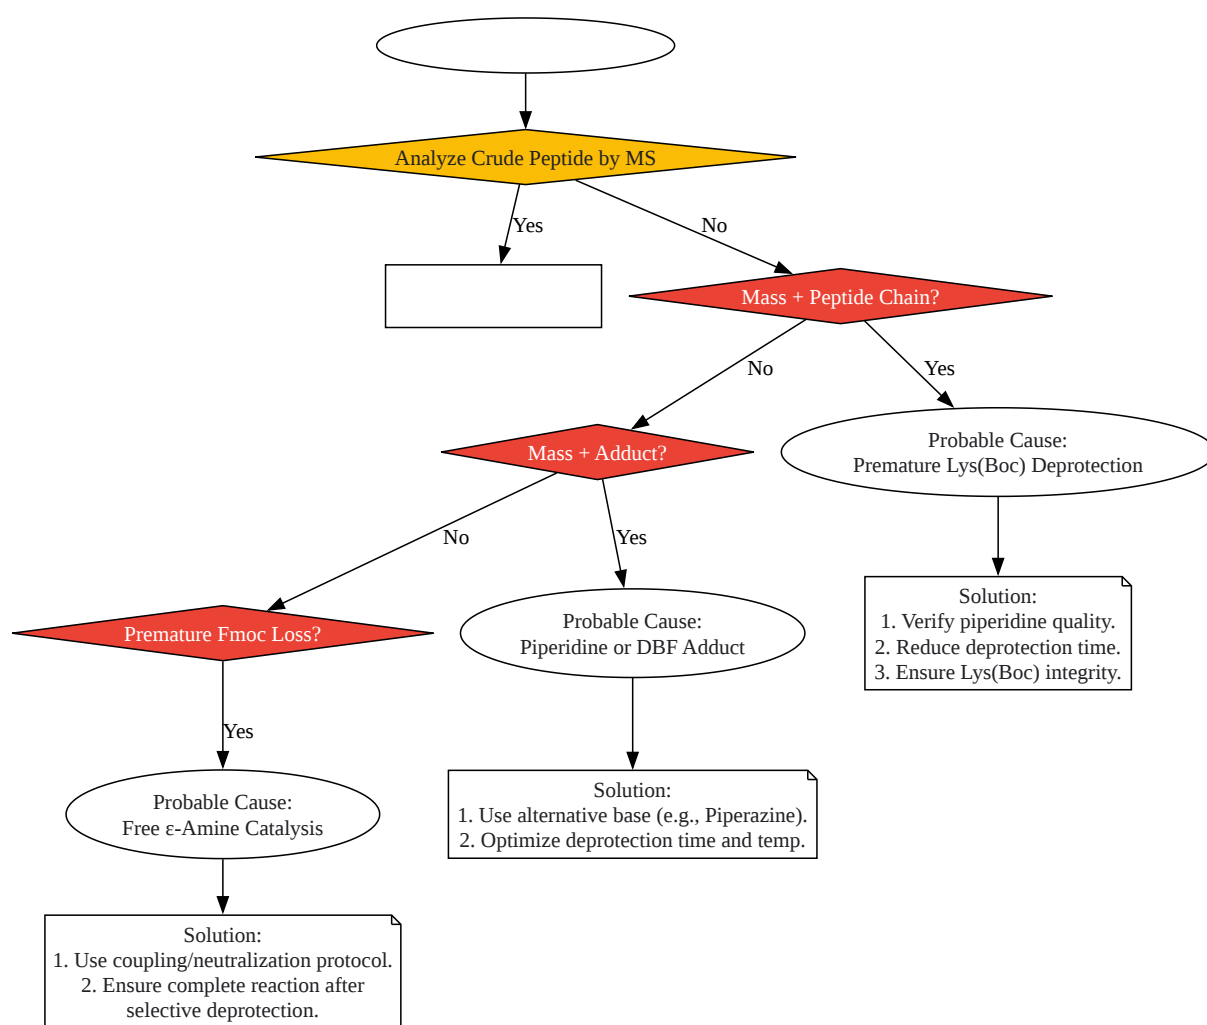 Analyze Crude Peptide by MS
Yes
No
Mass + Peptide Chain?
No
Yes
Mass + Adduct?
Probable Cause:
Premature Lys(Boc) Deprotection
No
Yes
Solution:
1. Verify piperidine quality.
2. Reduce deprotection time.
3. Ensure Lys(Boc) integrity.
Premature Fmoc Loss?
Probable Cause:
Piperidine or DBF Adduct
Yes
Solution:
1. Use alternative base (e.g., Piperazine).
2. Optimize deprotection time and temp.
Probable Cause:
Free ε-Amine Catalysis
Solution:
1. Use coupling/neutralization protocol.
2. Ensure complete reaction after
selective deprotection.